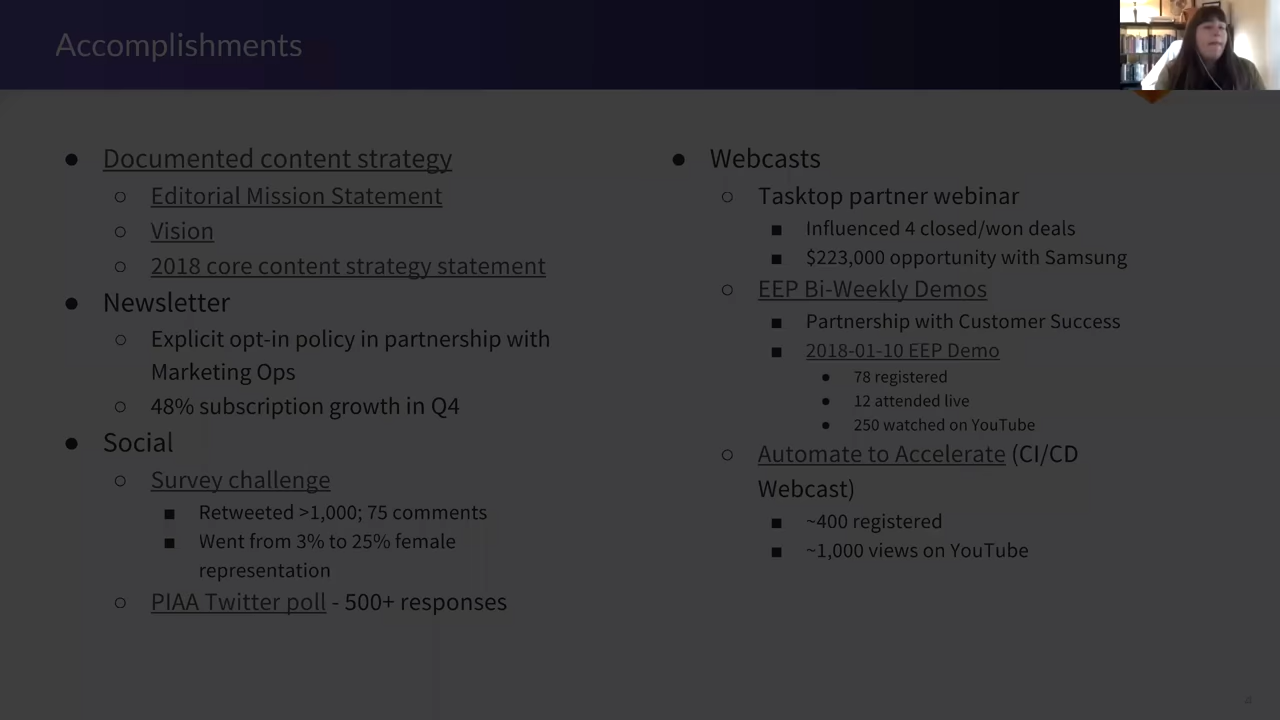 Accomplishments
● Documented content strategy
○ Editorial Mission Statement
○ Vision
○ 2018 core content strategy statement
● Newsletter
○ Explicit opt-in policy in partnership with
Marketing Ops
○ 48% subscription growth in Q4
● Social
○ Survey challenge
■ Retweeted >1,000; 75 comments
■ Went from 3% to 25% female
representation
○ PIAA Twitter poll - 500+ responses
● Webcasts
○ Tasktop partner webinar
■ Influenced 4 closed/won deals
■ $223,000 opportunity with Samsung
○ EEP Bi-Weekly Demos
■ Partnership with Customer Success
■ 2018-01-10 EEP Demo
● 78 registered
● 12 attended live
● 250 watched on YouTube
○ Automate to Accelerate (CI/CD
Webcast)
■ ~400 registered
■ ~1,000 views on YouTube